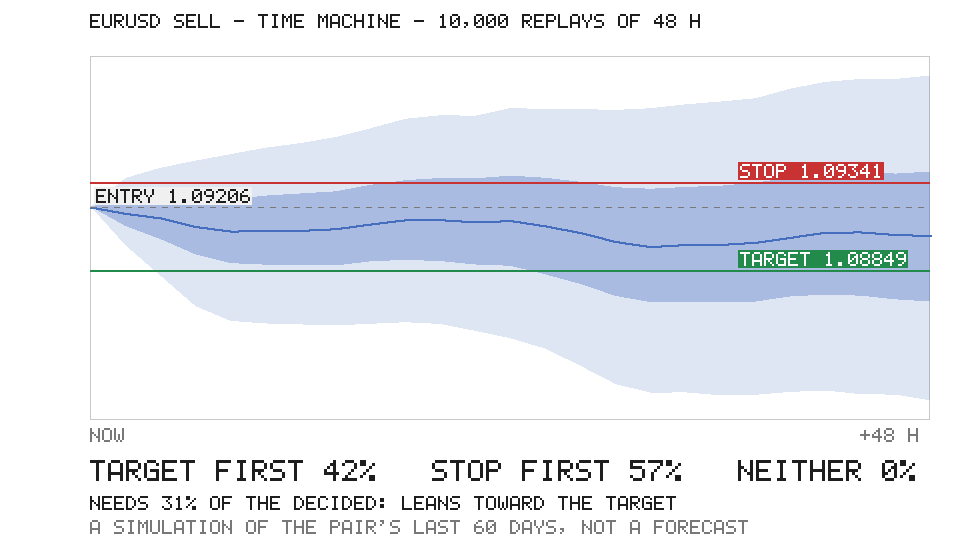 EURUSD SELL – TIME MACHINE – 10,000 REPLAYS OF 48 H
STOP 1.09341
ENTRY 1.09206
TARGET 1.08849
NOW +48 H
TARGET FIRST 42% STOP FIRST 57% NEITHER 0%
NEEDS 31% OF THE DECIDED: LEANS TOWARD THE TARGET
A SIMULATION OF THE PAIR'S LAST 60 DAYS, NOT A FORECAST